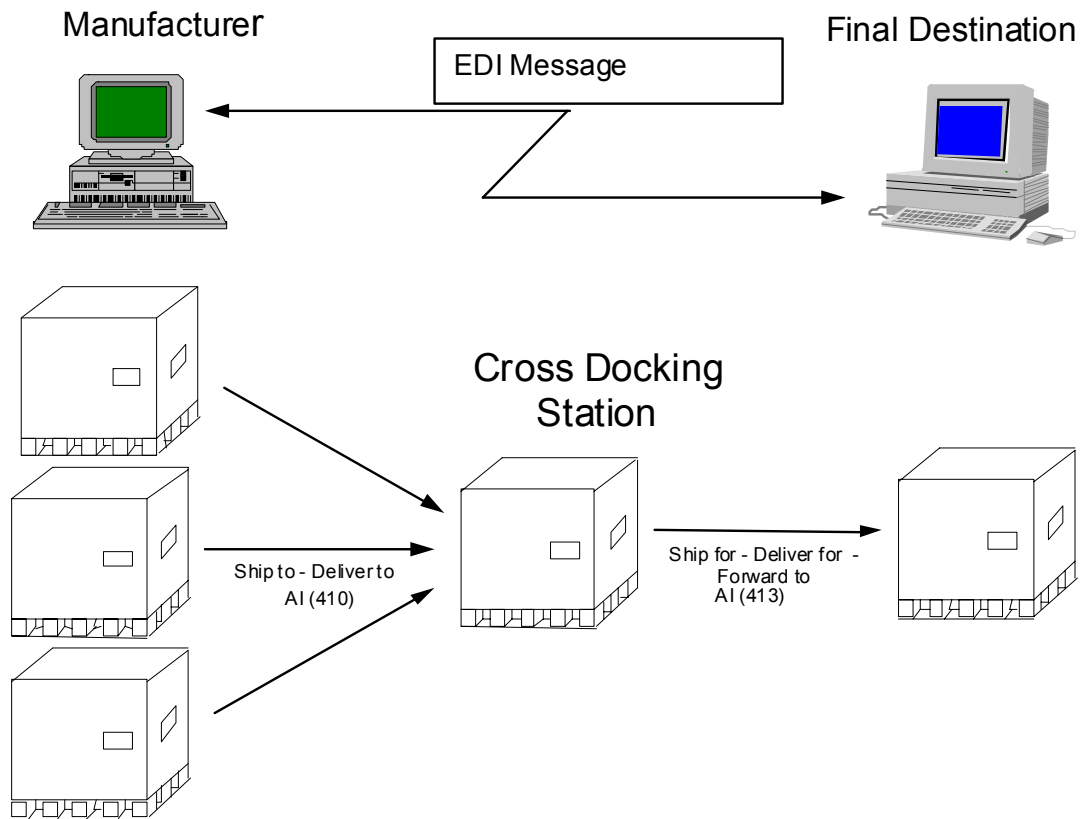 Manufacturer
Final Destination
EDI Message
Cross Docking
Station
Ship to - Deliver to
AI (410)
Ship for - Deliver for -
Forward to
AI (413)